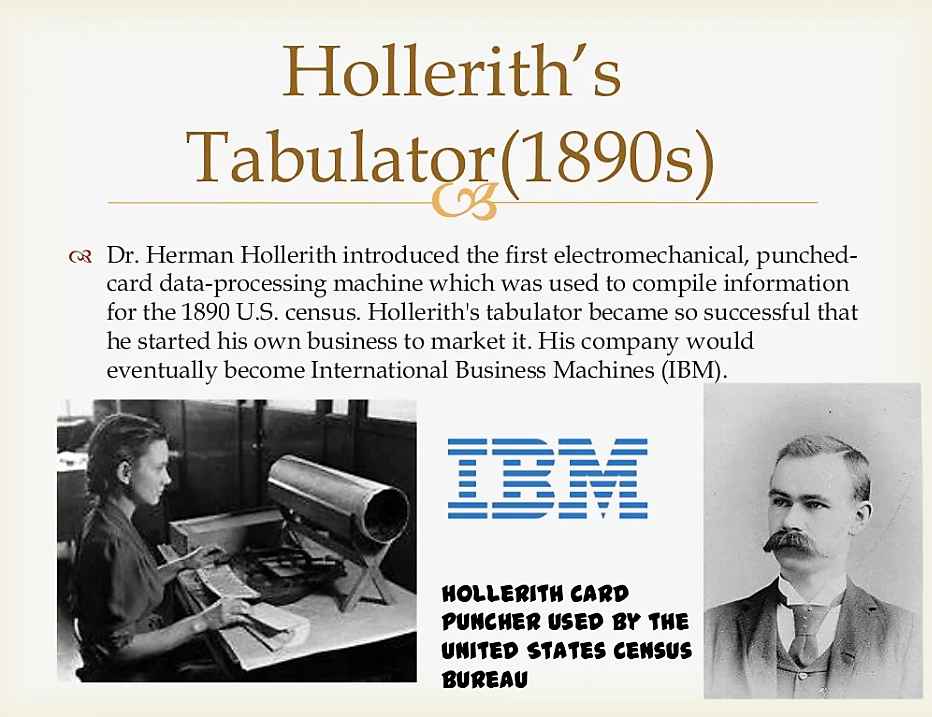 Hollerith’s
Tabulator(1890s)
Dr. Herman Hollerith introduced the first electromechanical, punched-
card data-processing machine which was used to compile information
for the 1890 U.S. census. Hollerith's tabulator became so successful that
he started his own business to market it. His company would
eventually become International Business Machines (IBM).
IBM
HOLLERITH CARD
PUNCHER USED BY THE
UNITED STATES CENSUS
BUREAU